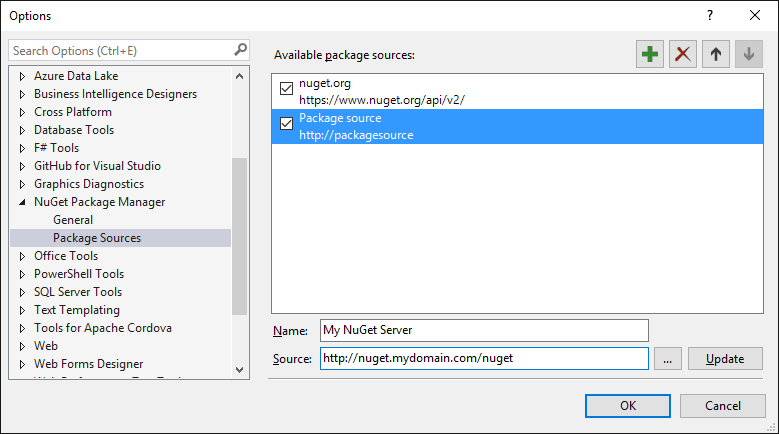 Options
?
Search Options (Ctrl+E)
Azure Data Lake
Business Intelligence Designers
Cross Platform
Database Tools
F# Tools
GitHub for Visual Studio
Graphics Diagnostics
NuGet Package Manager
General
Package Sources
Office Tools
PowerShell Tools
SQL Server Tools
Text Templating
Tools for Apache Cordova
Web
Web Forms Designer
Available package sources:
nuget.org
https://www.nuget.org/api/v2/
Package source
http://packagesource
Name: My NuGet Server
Source: http://nuget.mydomain.com/nuget ... Update
OK Cancel